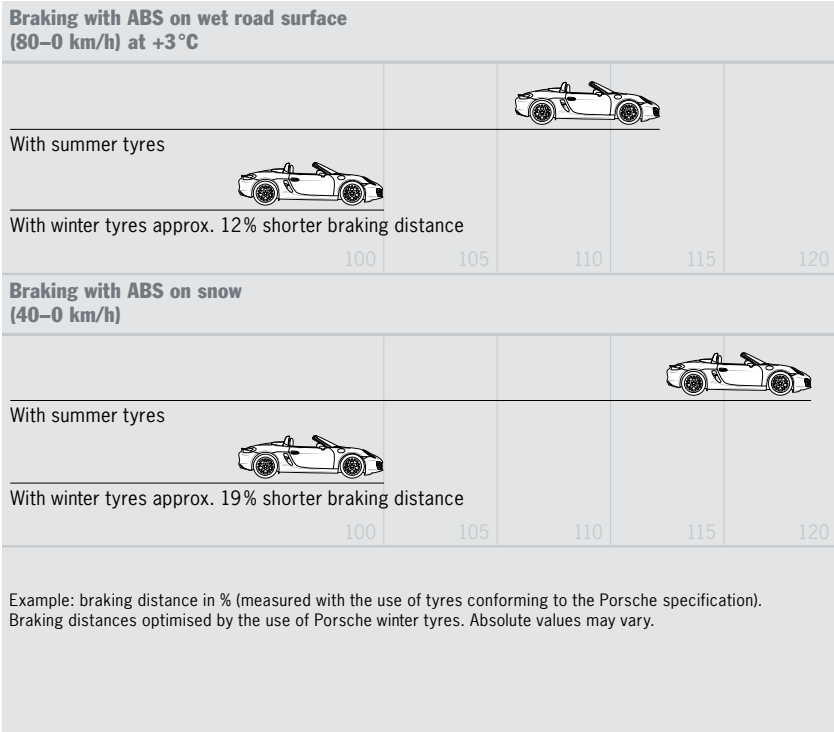 Braking with ABS on wet road surface
(80–0 km/h) at +3°C
With summer tyres
With winter tyres approx. 12% shorter braking distance
100 105 110 115 120
Braking with ABS on snow
(40–0 km/h)
With summer tyres
With winter tyres approx. 19% shorter braking distance
100 105 110 115 120
Example: braking distance in % (measured with the use of tyres conforming to the Porsche specification).
Braking distances optimised by the use of Porsche winter tyres. Absolute values may vary.